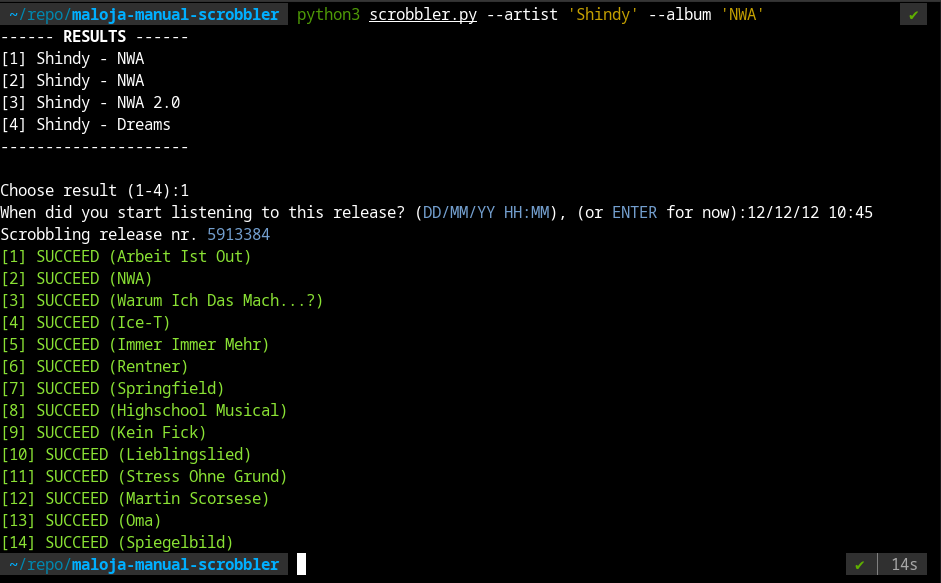 ~/repo/maloja-manual-scrobbler python3 scrobbler.py --artist 'Shindy' --album 'NWA' ✔
------ RESULTS ------
[1] Shindy - NWA
[2] Shindy - NWA
[3] Shindy - NWA 2.0
[4] Shindy - Dreams
---------------------
Choose result (1-4):1
When did you start listening to this release? (DD/MM/YY HH:MM), (or ENTER for now):12/12/12 10:45
Scrobbling release nr. 5913384
[1] SUCCEED (Arbeit Ist Out)
[2] SUCCEED (NWA)
[3] SUCCEED (Warum Ich Das Mach...?)
[4] SUCCEED (Ice-T)
[5] SUCCEED (Immer Immer Mehr)
[6] SUCCEED (Rentner)
[7] SUCCEED (Springfield)
[8] SUCCEED (Highschool Musical)
[9] SUCCEED (Kein Fick)
[10] SUCCEED (Lieblingslied)
[11] SUCCEED (Stress Ohne Grund)
[12] SUCCEED (Martin Scorsese)
[13] SUCCEED (Oma)
[14] SUCCEED (Spiegelbild)
~/repo/maloja-manual-scrobbler ✔ 14s